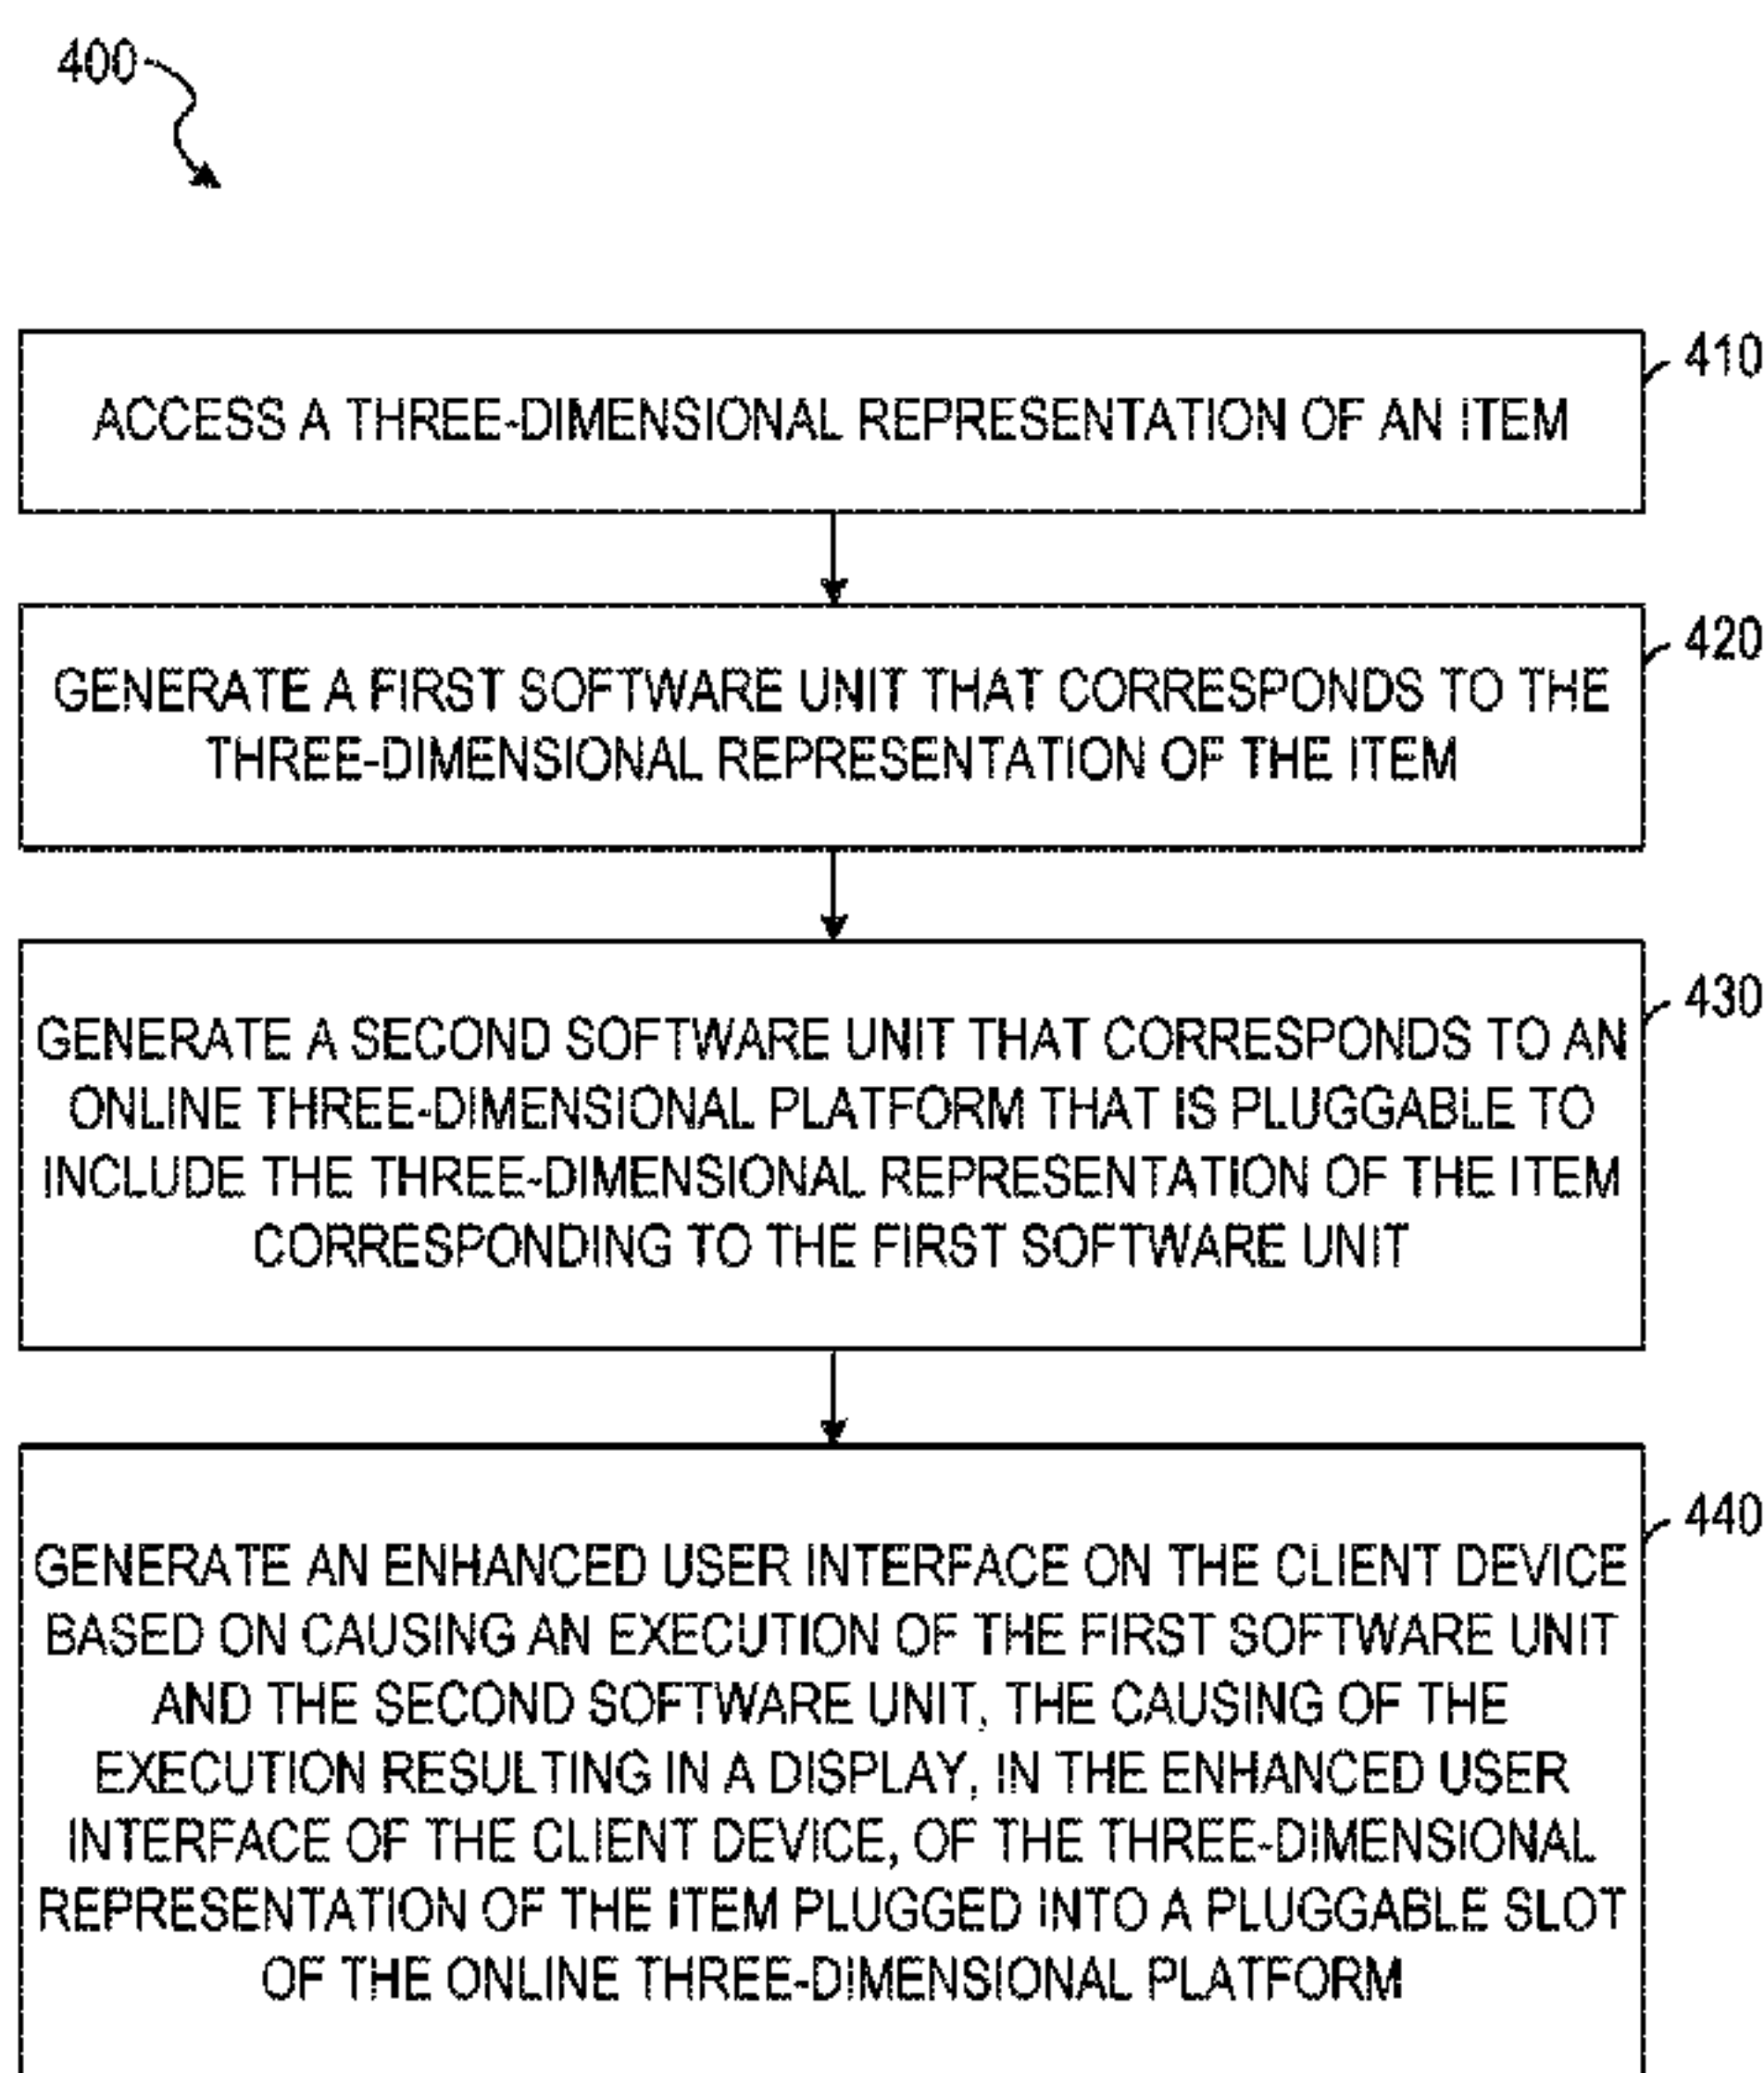 400
410
ACCESS A THREE-DIMENSIONAL REPRESENTATION OF AN ITEM
420
GENERATE A FIRST SOFTWARE UNIT THAT CORRESPONDS TO THE
THREE-DIMENSIONAL REPRESENTATION OF THE ITEM
430
GENERATE A SECOND SOFTWARE UNIT THAT CORRESPONDS TO AN
ONLINE THREE-DIMENSIONAL PLATFORM THAT IS PLUGGABLE TO
INCLUDE THE THREE-DIMENSIONAL REPRESENTATION OF THE ITEM
CORRESPONDING TO THE FIRST SOFTWARE UNIT
440
GENERATE AN ENHANCED USER INTERFACE ON THE CLIENT DEVICE
BASED ON CAUSING AN EXECUTION OF THE FIRST SOFTWARE UNIT
AND THE SECOND SOFTWARE UNIT, THE CAUSING OF THE
EXECUTION RESULTING IN A DISPLAY, IN THE ENHANCED USER
INTERFACE OF THE CLIENT DEVICE, OF THE THREE-DIMENSIONAL
REPRESENTATION OF THE ITEM PLUGGED INTO A PLUGGABLE SLOT
OF THE ONLINE THREE-DIMENSIONAL PLATFORM